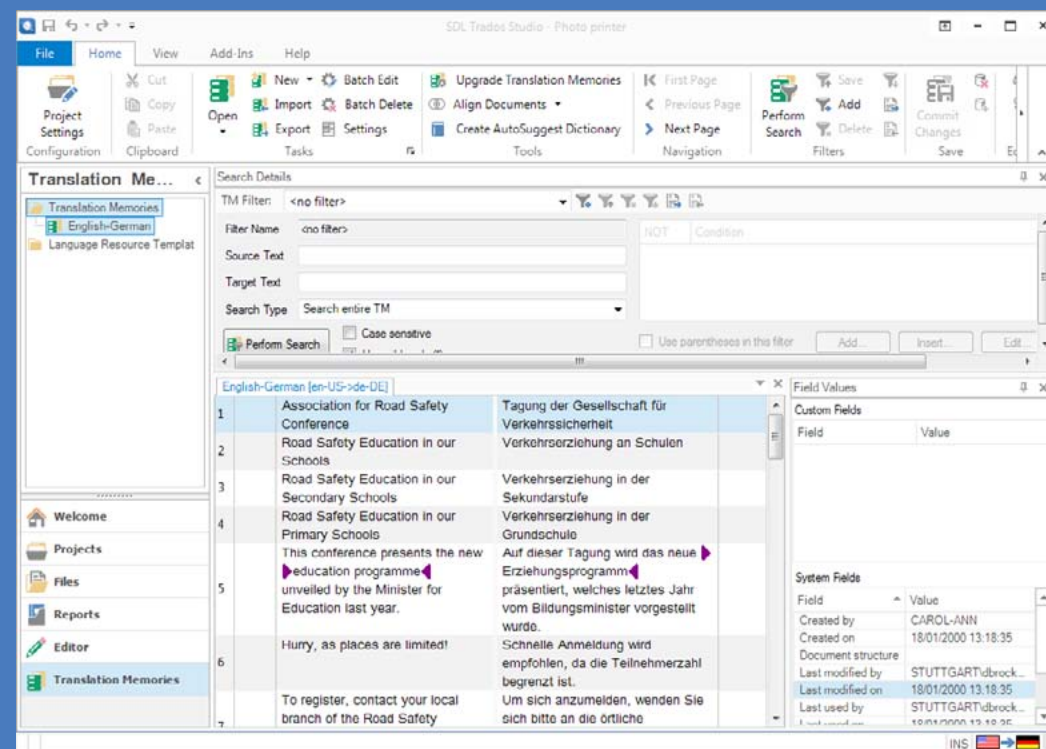 SDL Trados Studio - Photo printer
File Home View Add-Ins Help
Project Settings
Cut
Copy
Paste
Open
New
Import
Export
Batch Edit
Batch Delete
Settings
Upgrade Translation Memories
Align Documents
Create AutoSuggest Dictionary
First Page
Previous Page
Next Page
Perform Search
Save
Add
Delete
Commit Changes
Configuration Clipboard Tasks Tools Navigation Filters Save
Translation Me...
Translation Memories
English-German
Language Resource Templat
Welcome
Projects
Files
Reports
Editor
Translation Memories
Search Details
TM Filter: <no filter>
Filter Name <no filter>
Source Text
Target Text
Search Type Search entire TM
Perform Search
Case sensitive
NOT Condition
Use parentheses in this filter
Add... Insert... Edit...
English-German [en-US->de-DE]
1
Association for Road Safety
Conference
Tagung der Gesellschaft für
Verkehrssicherheit
2
Road Safety Education in our
Schools
Verkehrserziehung an Schulen
3
Road Safety Education in our
Secondary Schools
Verkehrserziehung in der
Sekundarstufe
4
Road Safety Education in our
Primary Schools
Verkehrserziehung in der
Grundschule
5
This conference presents the new
education programme
unveiled by the Minister for
Education last year.
Auf dieser Tagung wird das neue
Erziehungsprogramm
präsentiert, welches letztes Jahr
vom Bildungsminister vorgestellt
wurde.
6
Hurry, as places are limited!
Schnelle Anmeldung wird
empfohlen, da die Teilnehmerzahl
begrenzt ist.
7
To register, contact your local
branch of the Road Safety
Um sich anzumelden, wenden Sie
sich bitte an die örtliche
Field Values
Custom Fields
Field Value
System Fields
Field Value
Created by CAROL-ANN
Created on 18/01/2000 13:18:35
Document structure
Last modified by STUTTGART\dbrock...
Last modified on 18/01/2000 13:18:35
Last used by STUTTGART\dbrock...
INS